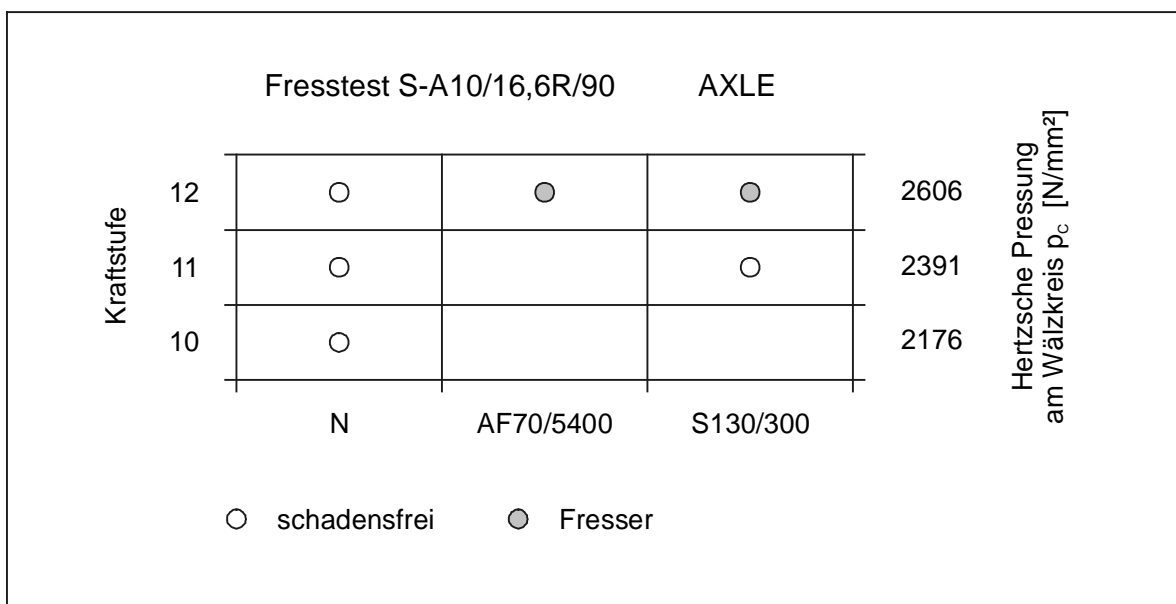 Fresstest S-A10/16,6R/90 AXLE
Kraftstufe
12 2606
11 2391
10 2176
Hertzsche Pressung
am Wälzkreis pc [N/mm²]
N AF70/5400 S130/300
schadensfrei Fresser